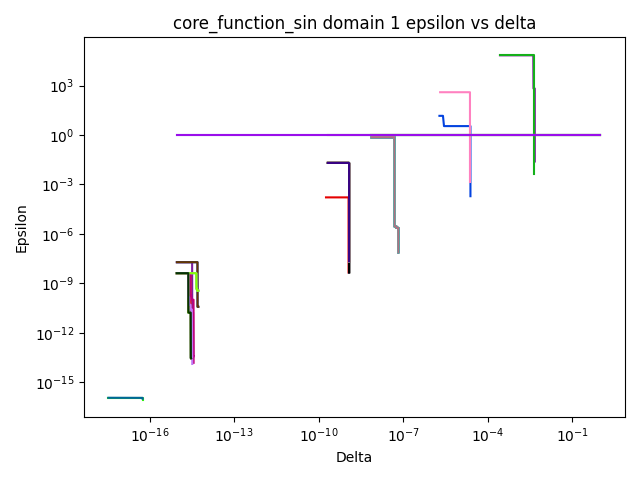 core_function_sin domain 1 epsilon vs delta
Epsilon
10³
10⁰
10⁻³
10⁻⁶
10⁻⁹
10⁻¹²
10⁻¹⁵
10⁻¹⁶ 10⁻¹³ 10⁻¹⁰ 10⁻⁷ 10⁻⁴ 10⁻¹
Delta